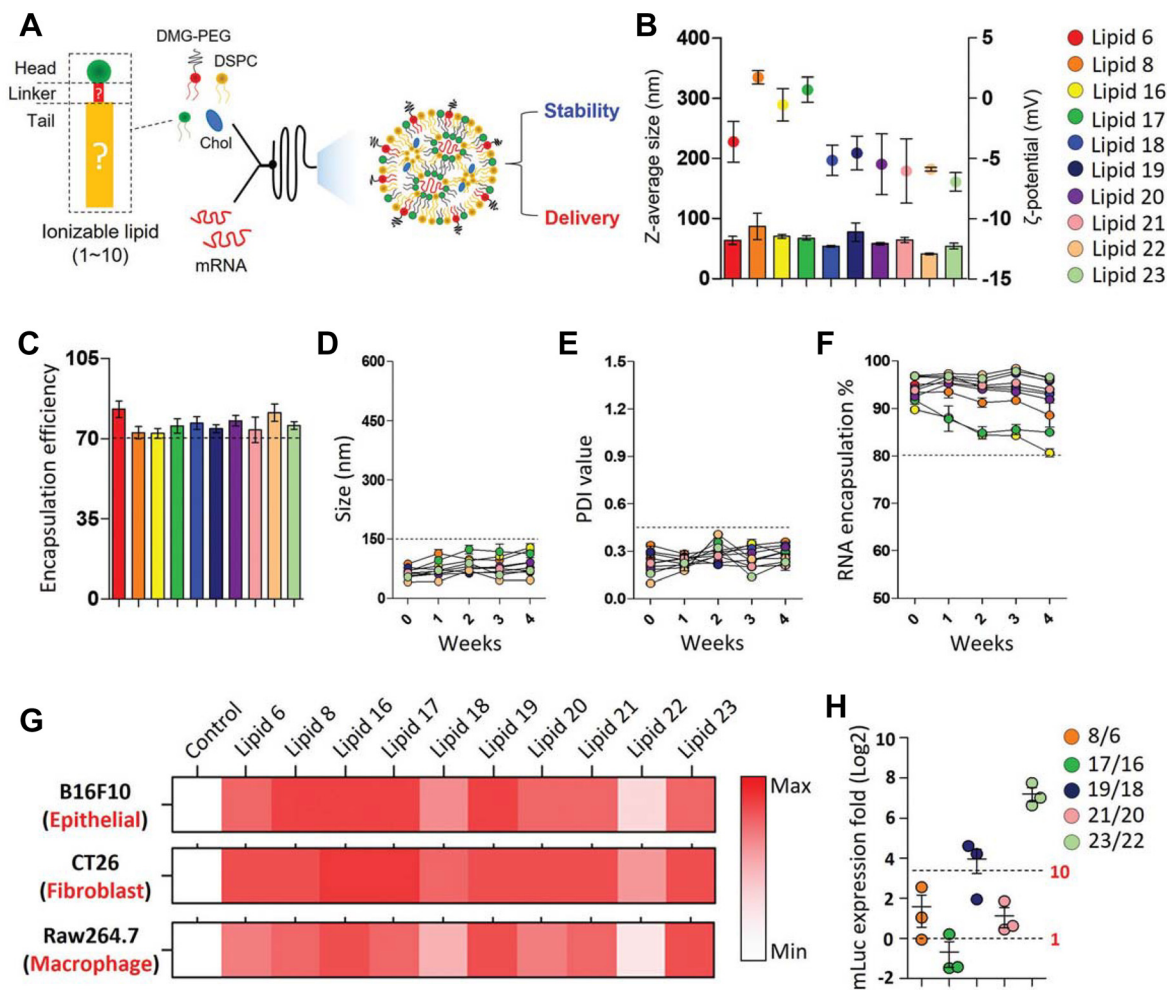 A
Head
Linker
Tail
?
?
Ionizable lipid
(1~10)
DMG-PEG
DSPC
Chol
mRNA
Stability
Delivery
B
Z-average size (nm)
400
300
200
100
0
5
0
-5
-10
-15
ζ-potential (mV)
Lipid 6
Lipid 8
Lipid 16
Lipid 17
Lipid 18
Lipid 19
Lipid 20
Lipid 21
Lipid 22
Lipid 23
C
Encapsulation efficiency
105
70
35
0
D
Size (nm)
600
450
300
150
0
0 1 2 3 4
Weeks
E
PDI value
1.5
1.2
0.9
0.6
0.3
0.0
0 1 2 3 4
Weeks
F
RNA encapsulation %
100
90
80
70
60
50
0 1 2 3 4
Weeks
G
Control Lipid 6 Lipid 8 Lipid 16 Lipid 17 Lipid 18 Lipid 19 Lipid 20 Lipid 21 Lipid 22 Lipid 23
B16F10
(Epithelial)
CT26
(Fibroblast)
Raw264.7
(Macrophage)
Max
Min
H
mLuc expression fold (Log2)
10
8
6
4
2
0
-2
10
1
8/6
17/16
19/18
21/20
23/22